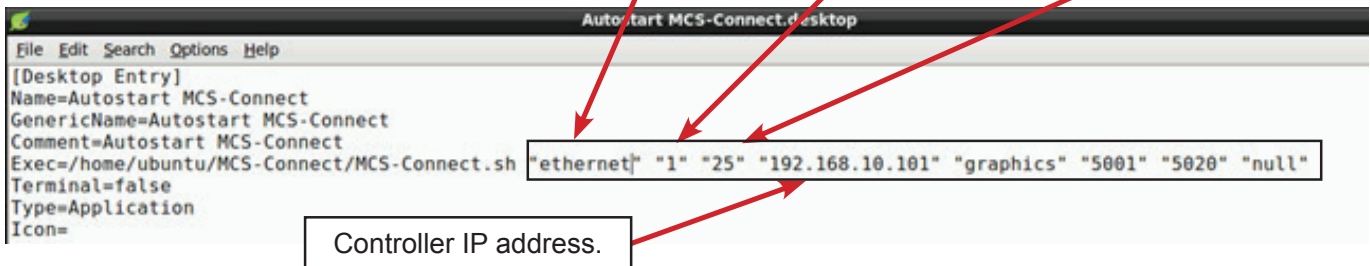 Autostart MCS-Connect.desktop
File Edit Search Options Help
[Desktop Entry]
Name=Autostart MCS-Connect
GenericName=Autostart MCS-Connect
Comment=Autostart MCS-Connect
Exec=/home/ubuntu/MCS-Connect/MCS-Connect.sh "ethernet" "1" "25" "192.168.10.101" "graphics" "5001" "5020" "null"
Terminal=false
Type=Application
Icon=
Controller IP address.